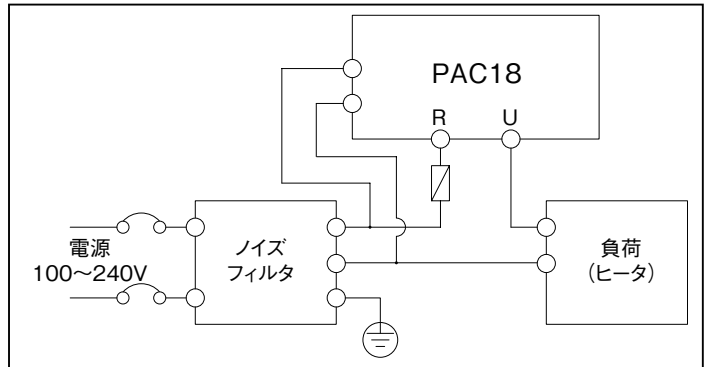 PAC18
R U
電源
100～240V
ノイズ
フィルタ
負荷
(ヒータ)